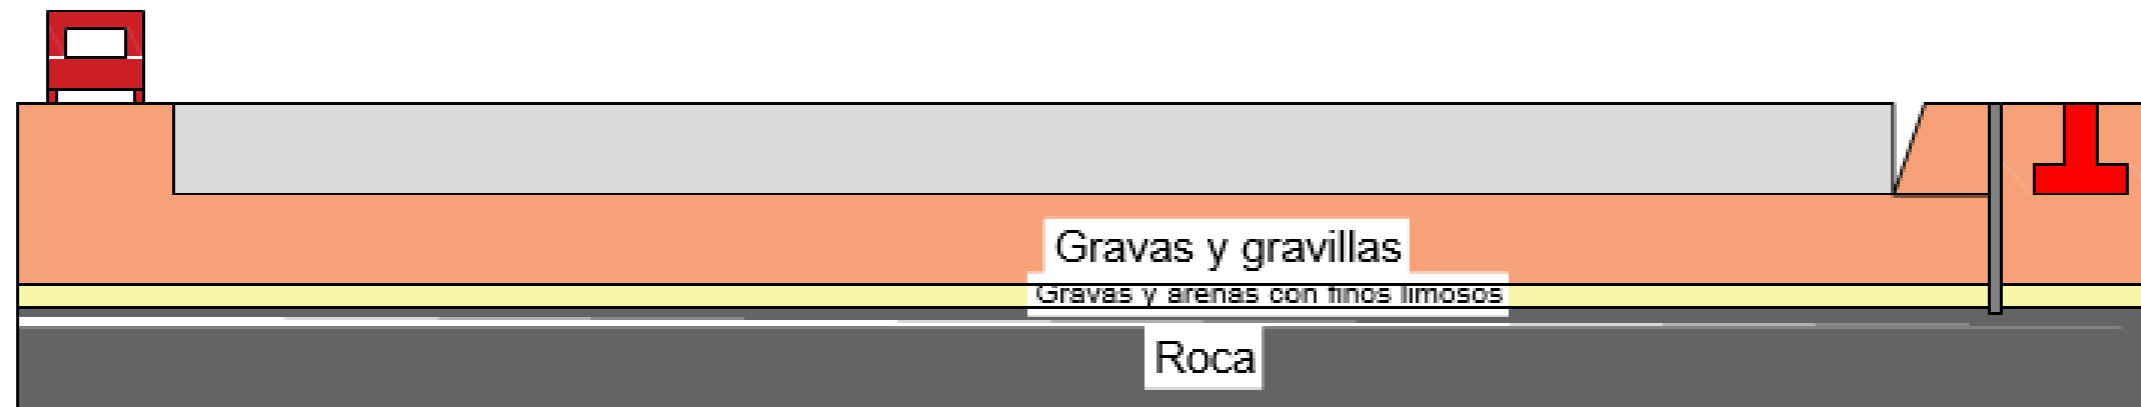 Gravas y gravillas
Gravas y arenas con finos limosos
Roca